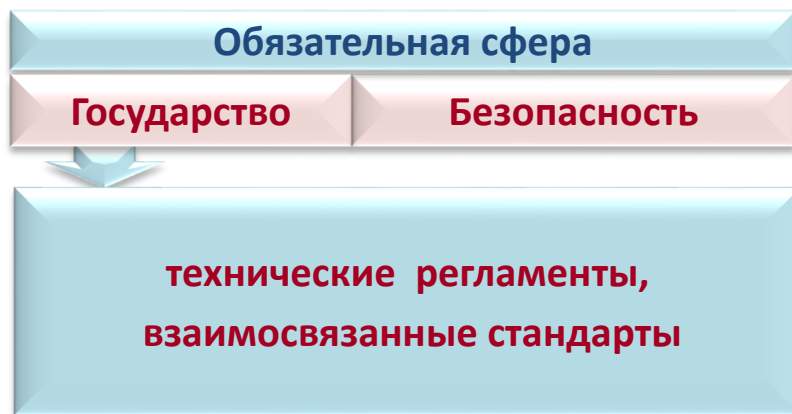 Обязательная сфера
Государство Безопасность
технические регламенты,
взаимосвязанные стандарты